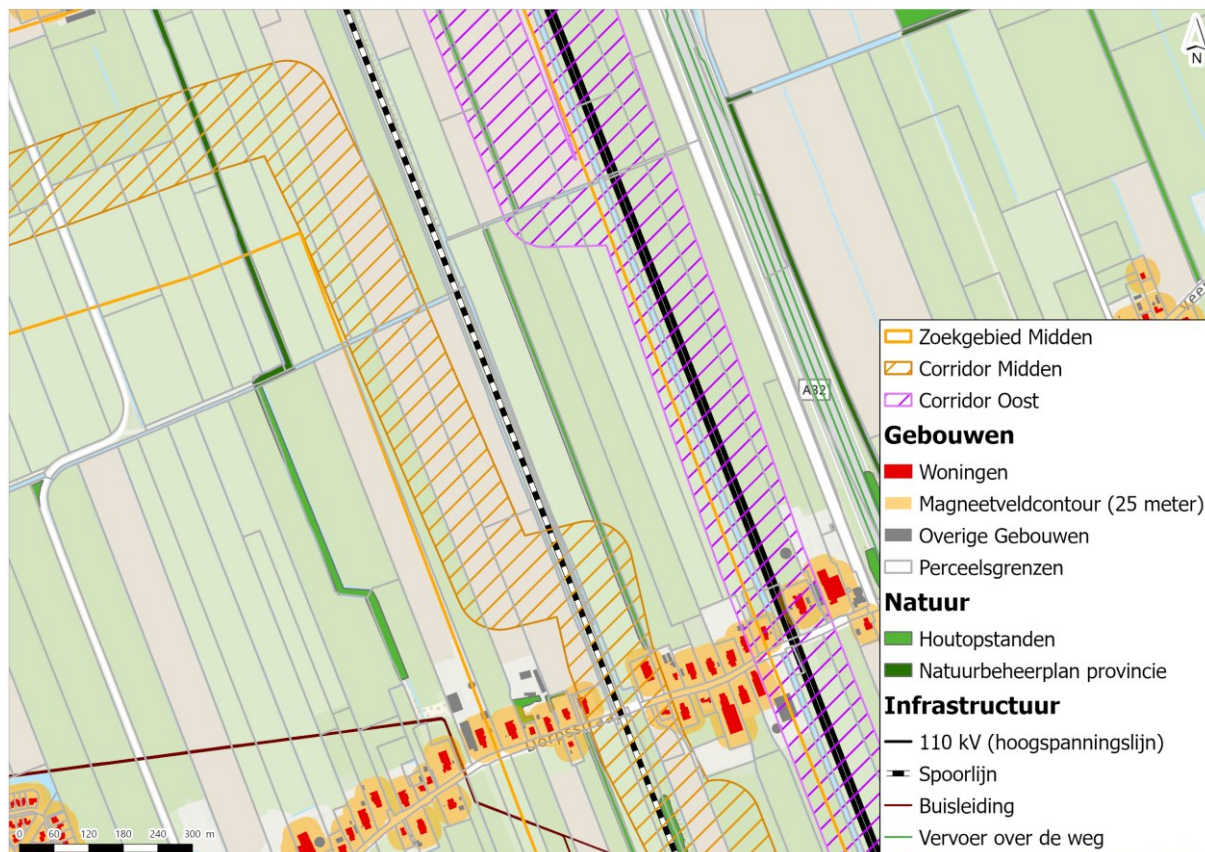 N
A32
Zoekgebied Midden
Corridor Midden
Corridor Oost
Gebouwen
Woningen
Magneetveldcontour (25 meter)
Overige Gebouwen
Perceelsgrenzen
Natuur
Houtopstanden
Natuurbeheerplan provincie
Infrastructuur
110 kV (hoogspanningslijn)
Spoorlijn
Buisleiding
Vervoer over de weg
0 60 120 180 240 300 m